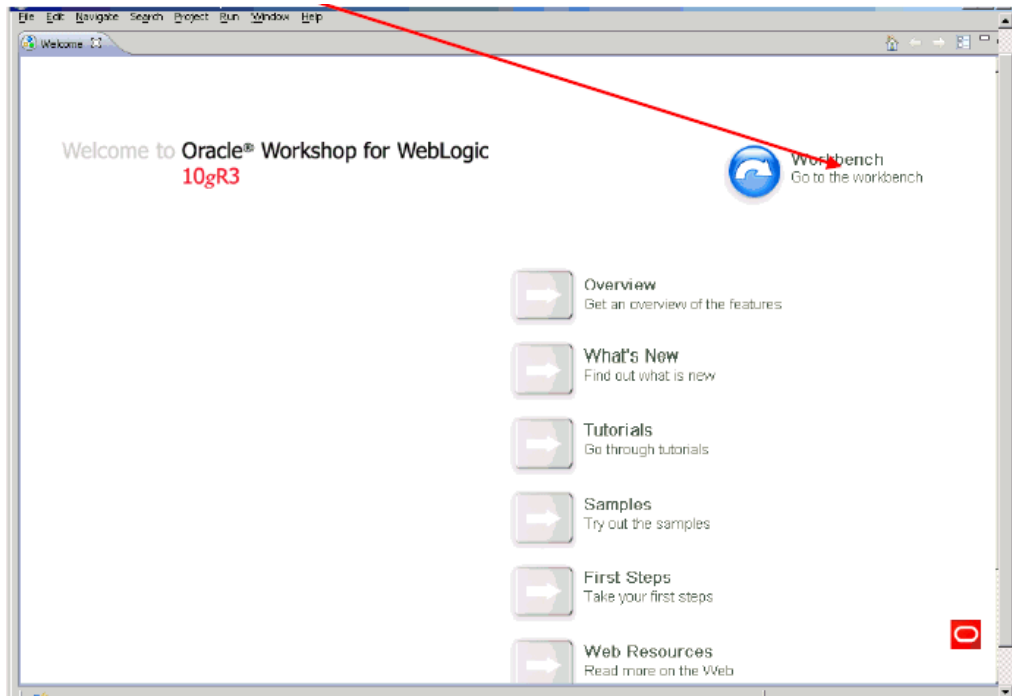 File Edit Navigate Search Project Run Window Help
Welcome
Welcome to Oracle® Workshop for WebLogic
10gR3
Workbench
Go to the workbench
Overview
Get an overview of the features
What's New
Find out what is new
Tutorials
Go through tutorials
Samples
Try out the samples
First Steps
Take your first steps
Web Resources
Read more on the Web